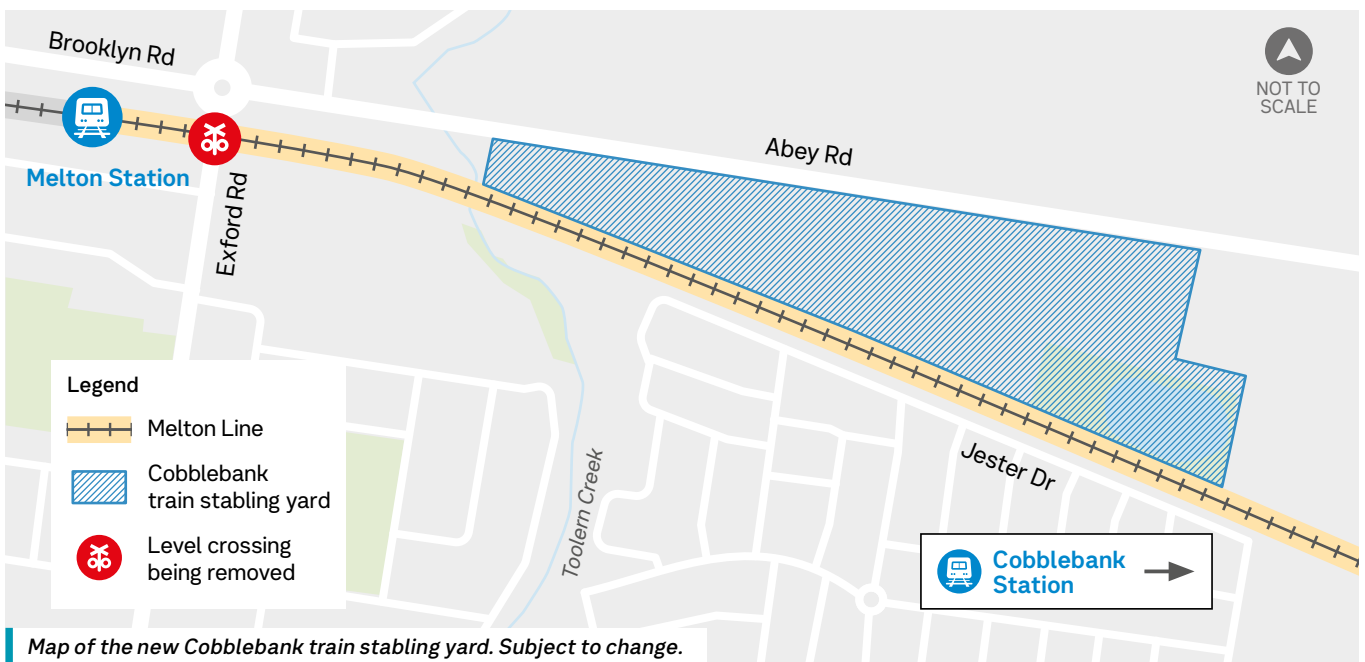 Brooklyn Rd
NOT TO
SCALE
Abey Rd
Melton Station
Exford Rd
Legend
Melton Line
Cobblebank
train stabling yard
Level crossing
being removed
Toolern Creek
Jester Dr
Cobblebank
Station
Map of the new Cobblebank train stabling yard. Subject to change.